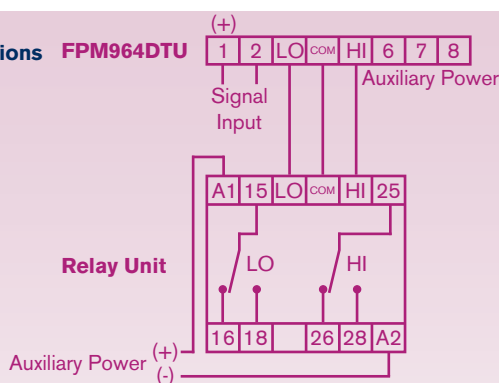 (+)
ions FPM964DTU 1 2 LO COM HI 6 7 8
Signal Input
Auxiliary Power
A1 15 LO COM HI 25
Relay Unit
LO HI
16 18 26 28 A2
Auxiliary Power (+)
(-)